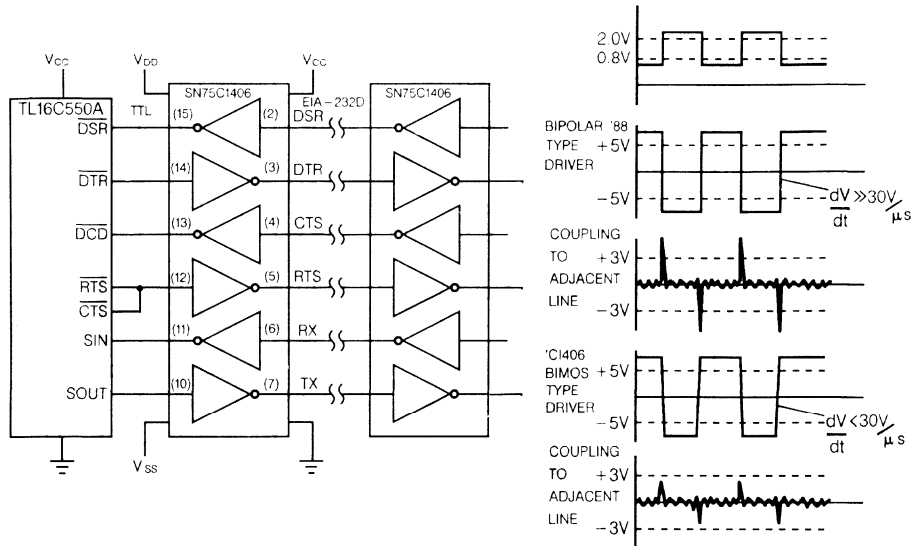 VCC
VDD
VCC
TL16C550A
TTL
SN75C1406
EIA-232D
SN75C1406
DSR (15) (2) DSR
DTR (14) (3) DTR
DCD (13) (4) CTS
RTS (12) (5) RTS
CTS
SIN (11) (6) RX
SOUT (10) (7) TX
VSS
2.0V
0.8V
BIPOLAR '88
TYPE +5V
DRIVER
-5V
dV/dt ≫30V/μs
COUPLING
TO +3V
ADJACENT
LINE -3V
'C1406
BIMOS +5V
TYPE
DRIVER
-5V
dV/dt <30V/μs
COUPLING
TO +3V
ADJACENT
LINE
-3V